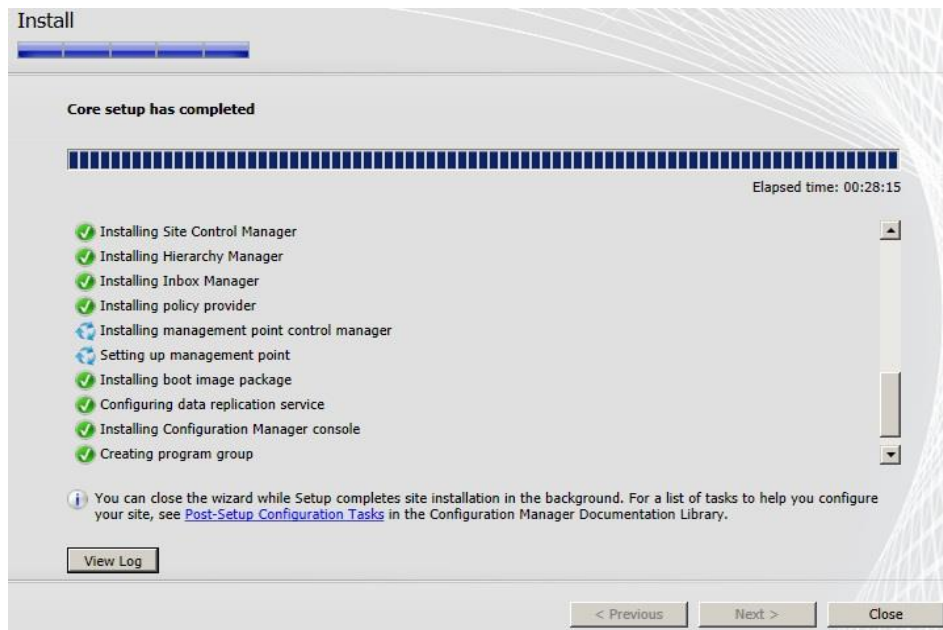 Install
Core setup has completed
Elapsed time: 00:28:15
Installing Site Control Manager
Installing Hierarchy Manager
Installing Inbox Manager
Installing policy provider
Installing management point control manager
Setting up management point
Installing boot image package
Configuring data replication service
Installing Configuration Manager console
Creating program group
You can close the wizard while Setup completes site installation in the background. For a list of tasks to help you configure
your site, see Post-Setup Configuration Tasks in the Configuration Manager Documentation Library.
View Log
< Previous Next > Close